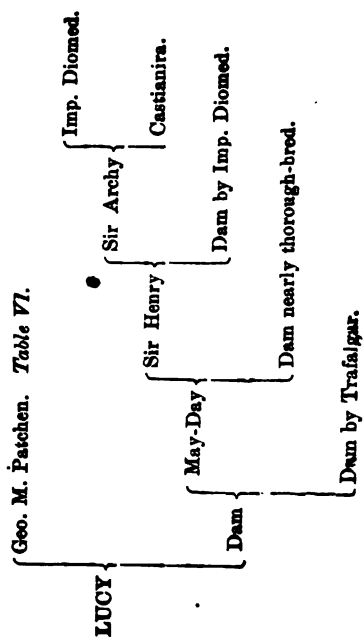 Geo. M. Patchen. Table VI.
LUCY
Dam
May-Day
Dam by Trafalgar.
Sir Henry
Dam nearly thorough-bred.
Sir Archy
Dam by Imp. Diomed.
Imp. Diomed.
Castianira.